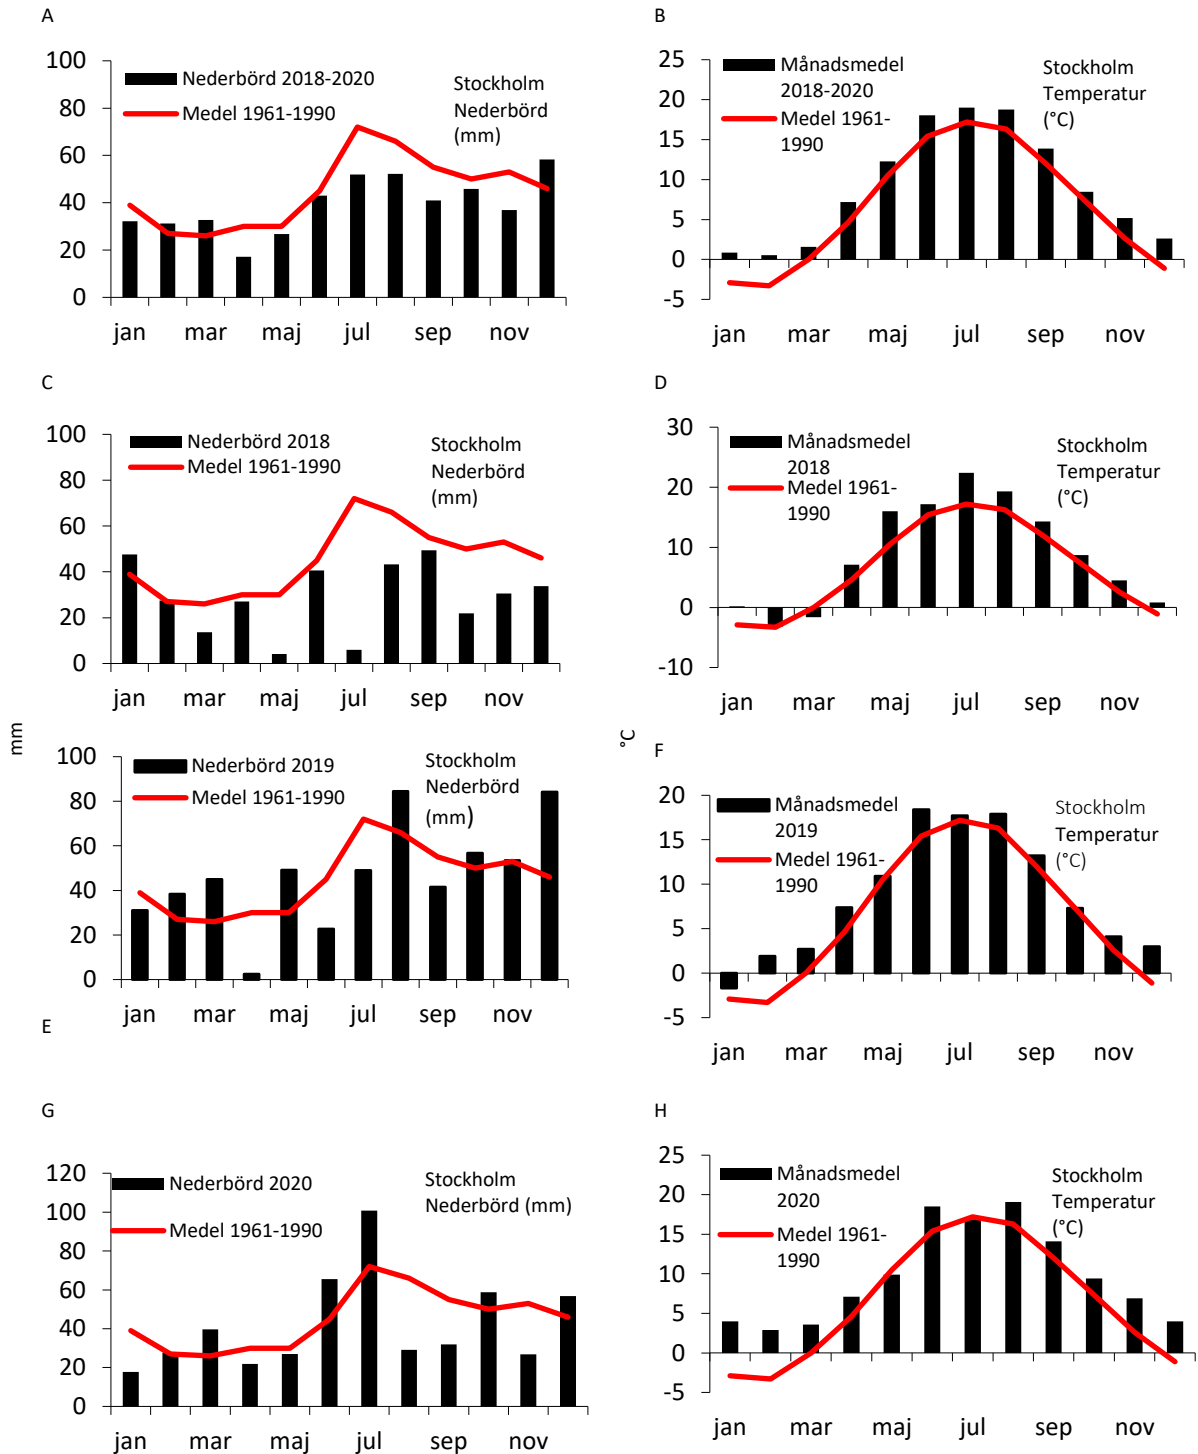 A
100
80
60
40
20
0
Nederbörd 2018-2020
Medel 1961-1990
Stockholm
Nederbörd
(mm)
jan mar maj jul sep nov
B
25
20
15
10
5
0
-5
Månadsmedel
2018-2020
Medel 1961-
1990
Stockholm
Temperatur
(°C)
jan mar maj jul sep nov
C
100
80
60
40
20
0
Nederbörd 2018
Medel 1961-1990
Stockholm
Nederbörd
(mm)
jan mar maj jul sep nov
D
30
20
10
0
-10
Månadsmedel
2018
Medel 1961-
1990
Stockholm
Temperatur
(°C)
jan mar maj jul sep nov
mm
100
80
60
40
20
0
Nederbörd 2019
Medel 1961-1990
Stockholm
Nederbörd
(mm)
jan mar maj jul sep nov
E
°C
F
20
15
10
5
0
-5
Månadsmedel
2019
Medel 1961-
1990
Stockholm
Temperatur
(°C)
jan mar maj jul sep nov
G
120
100
80
60
40
20
0
Nederbörd 2020
Medel 1961-1990
Stockholm
Nederbörd (mm)
jan mar maj jul sep nov
H
25
20
15
10
5
0
-5
Månadsmedel
2020
Medel 1961-
1990
Stockholm
Temperatur
(°C)
jan mar maj jul sep nov